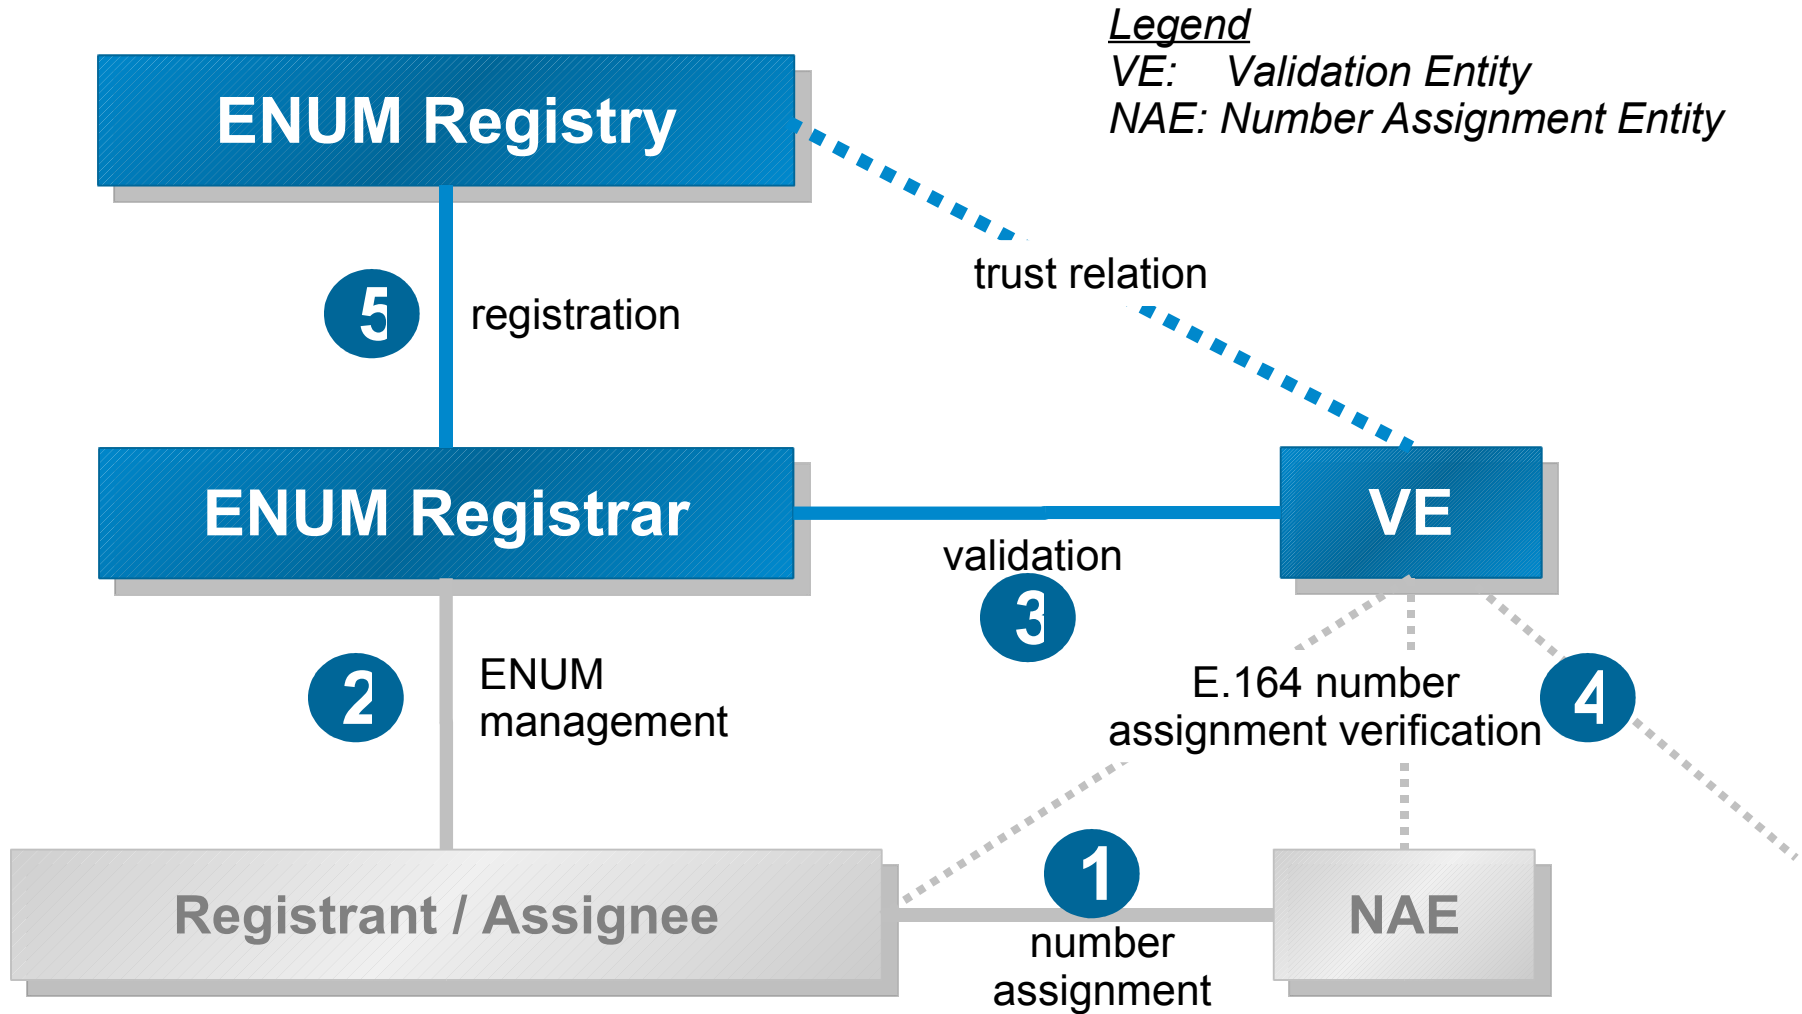 Legend
VE: Validation Entity
NAE: Number Assignment Entity
ENUM Registry
trust relation
5
registration
ENUM Registrar
VE
validation
3
2
ENUM
management
E.164 number
assignment verification
4
1
Registrant / Assignee
NAE
number
assignment